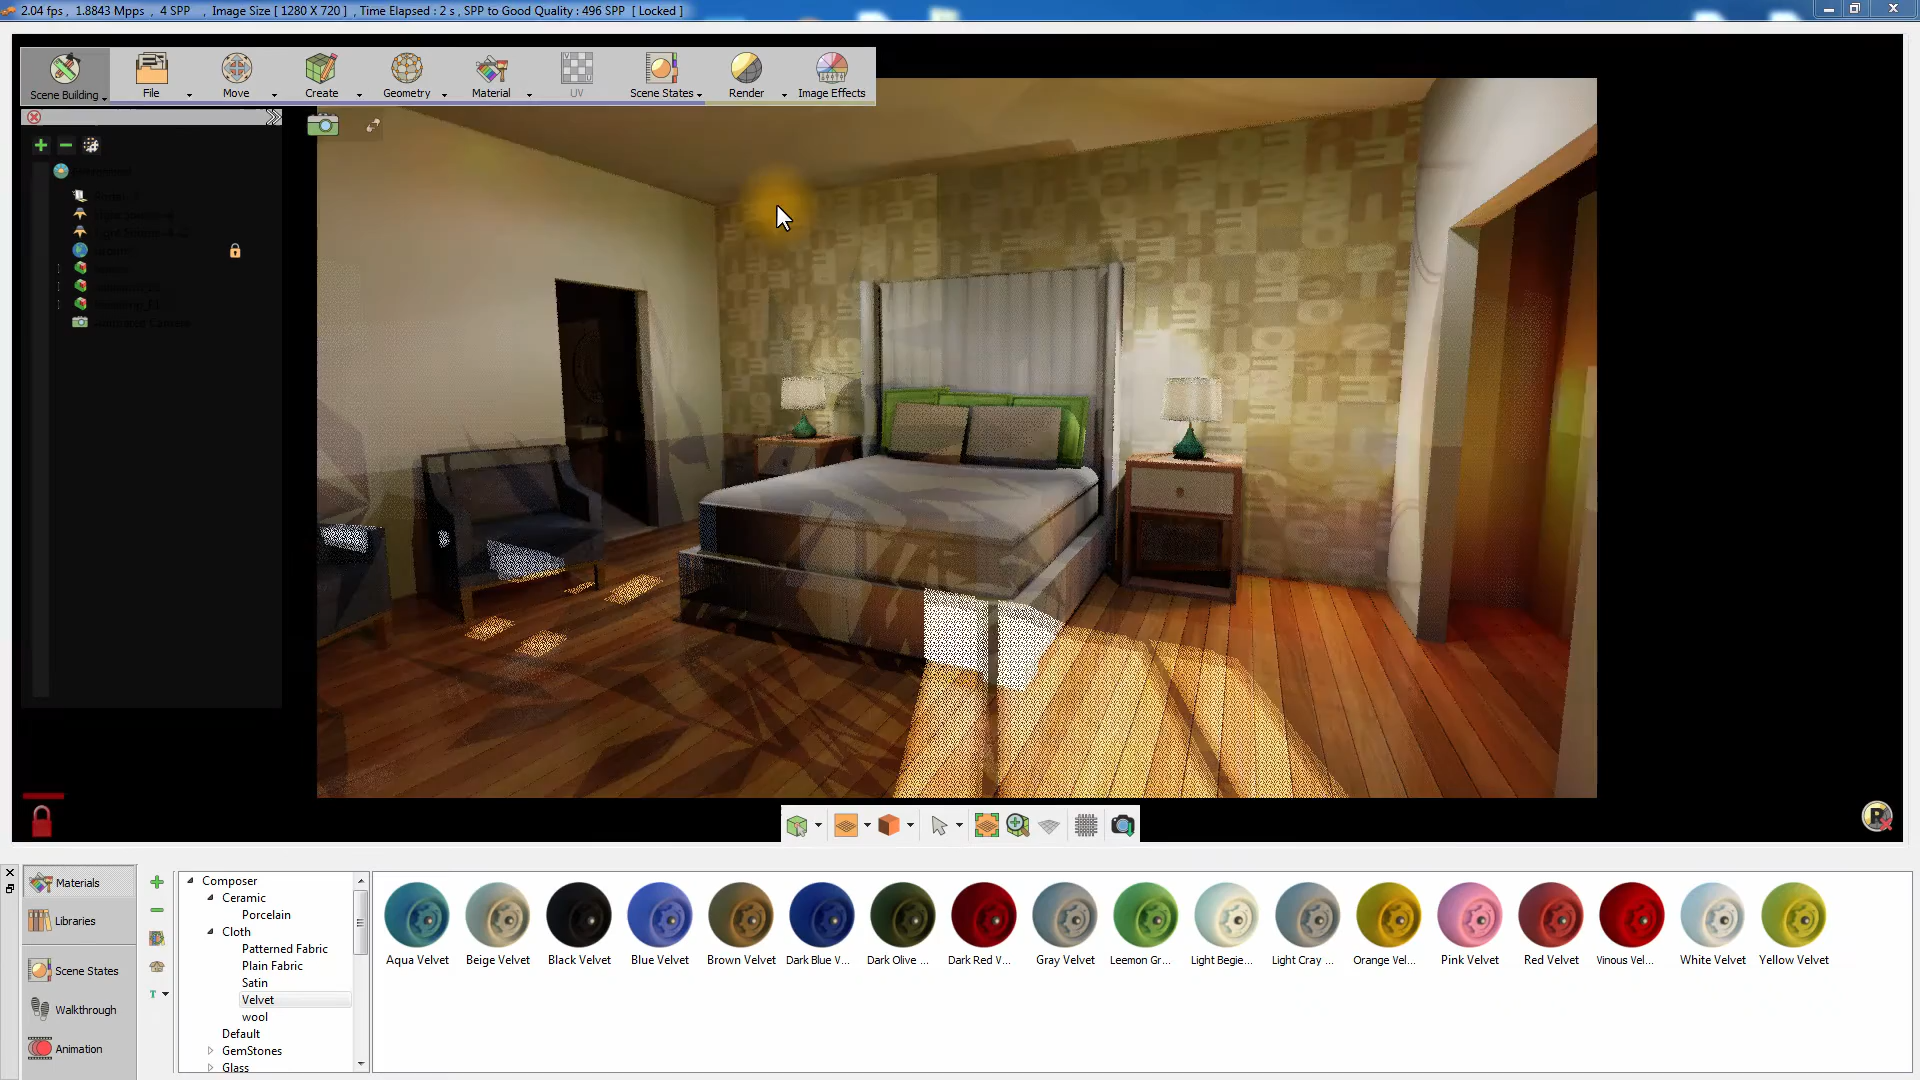 2.04 fps , 1.8843 Mpps , 4 SPP , Image Size [ 1280 X 720 ] , Time Elapsed : 2 s , SPP to Good Quality : 496 SPP [ Locked ]
Scene Building
File
Move
Create
Geometry
Material
UV
Scene States
Render
Image Effects
Materials
Libraries
Scene States
Walkthrough
Animation
T
Composer
Ceramic
Porcelain
Cloth
Patterned Fabric
Plain Fabric
Satin
Velvet
wool
Default
GemStones
Glass
Aqua Velvet
Beige Velvet
Black Velvet
Blue Velvet
Brown Velvet
Dark Blue V...
Dark Olive ...
Dark Red V...
Gray Velvet
Leemon Gr...
Light Begie...
Light Cray ...
Orange Vel...
Pink Velvet
Red Velvet
Vinous Vel...
White Velvet
Yellow Velvet